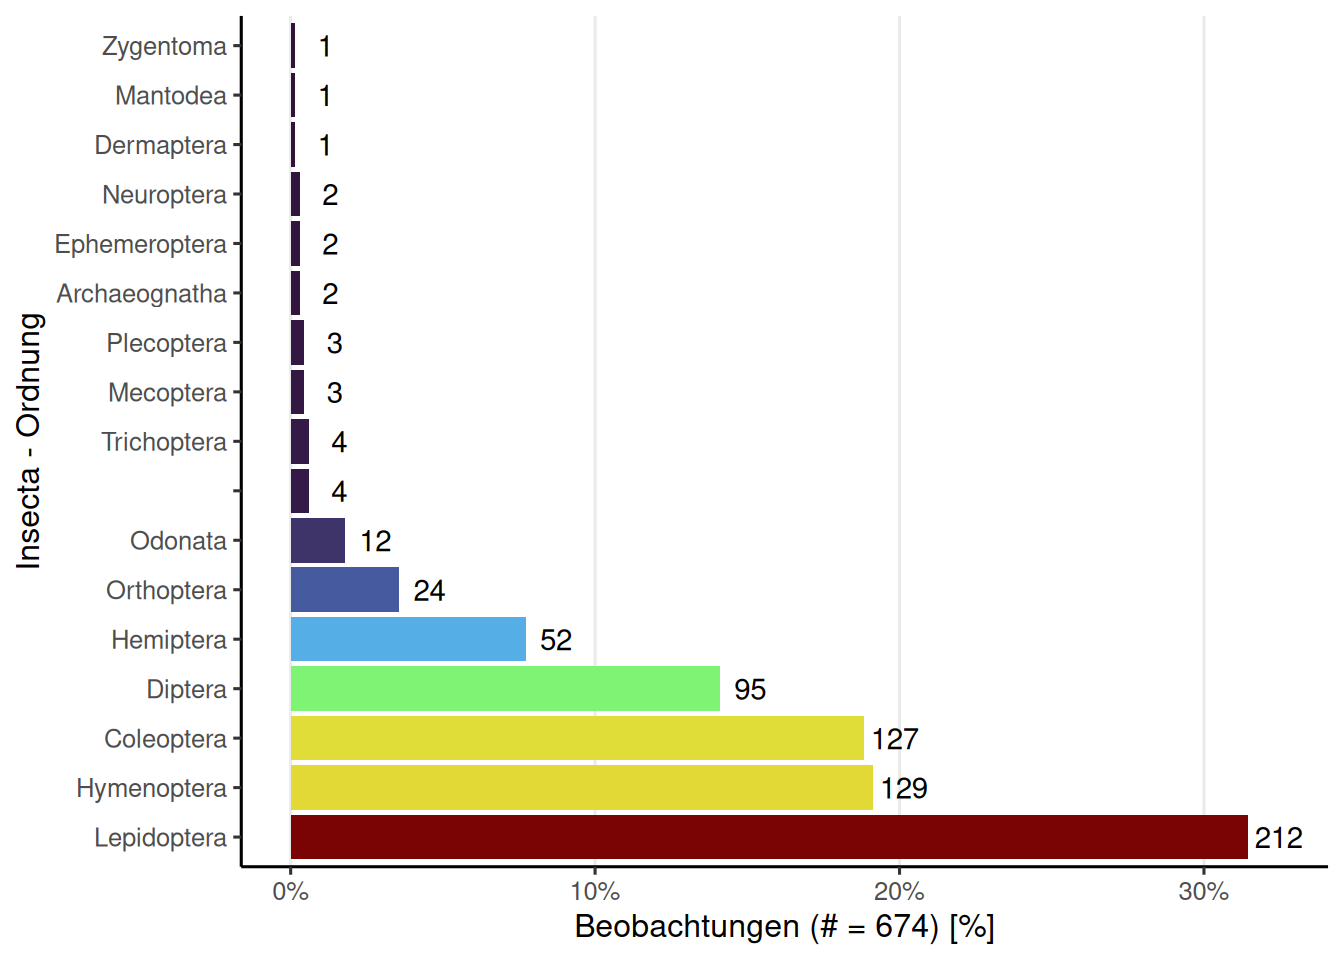 Insecta - Ordnung
Zygentoma 1
Mantodea 1
Dermaptera 1
Neuroptera 2
Ephemeroptera 2
Archaeognatha 2
Plecoptera 3
Mecoptera 3
Trichoptera 4
4
Odonata 12
Orthoptera 24
Hemiptera 52
Diptera 95
Coleoptera 127
Hymenoptera 129
Lepidoptera 212
0% 10% 20% 30%
Beobachtungen (# = 674) [%]